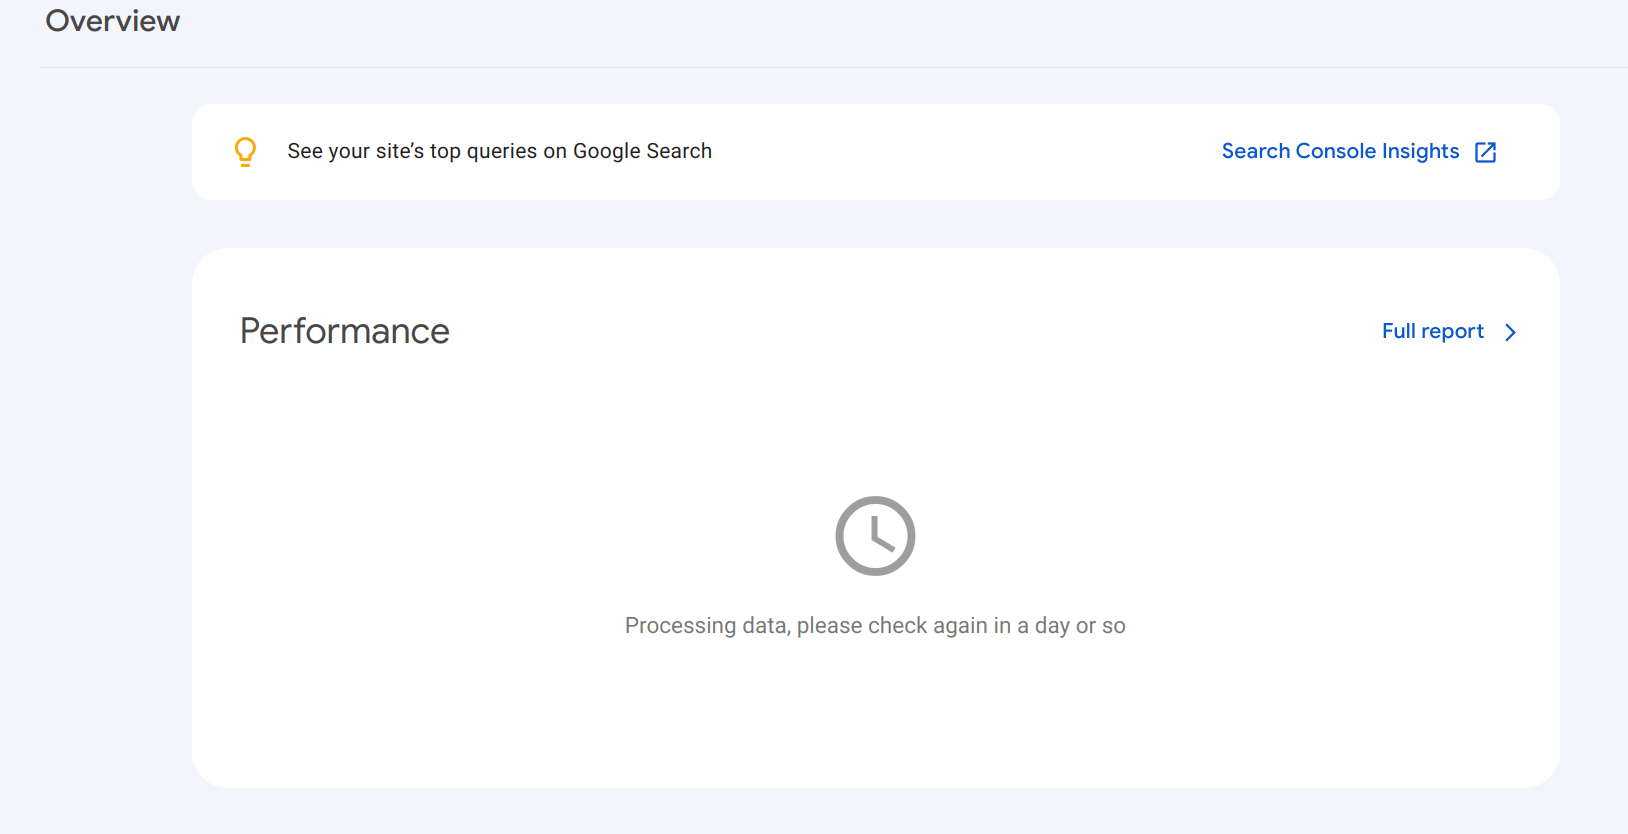 Overview
See your site’s top queries on Google Search
Search Console Insights
Performance
Full report
Processing data, please check again in a day or so